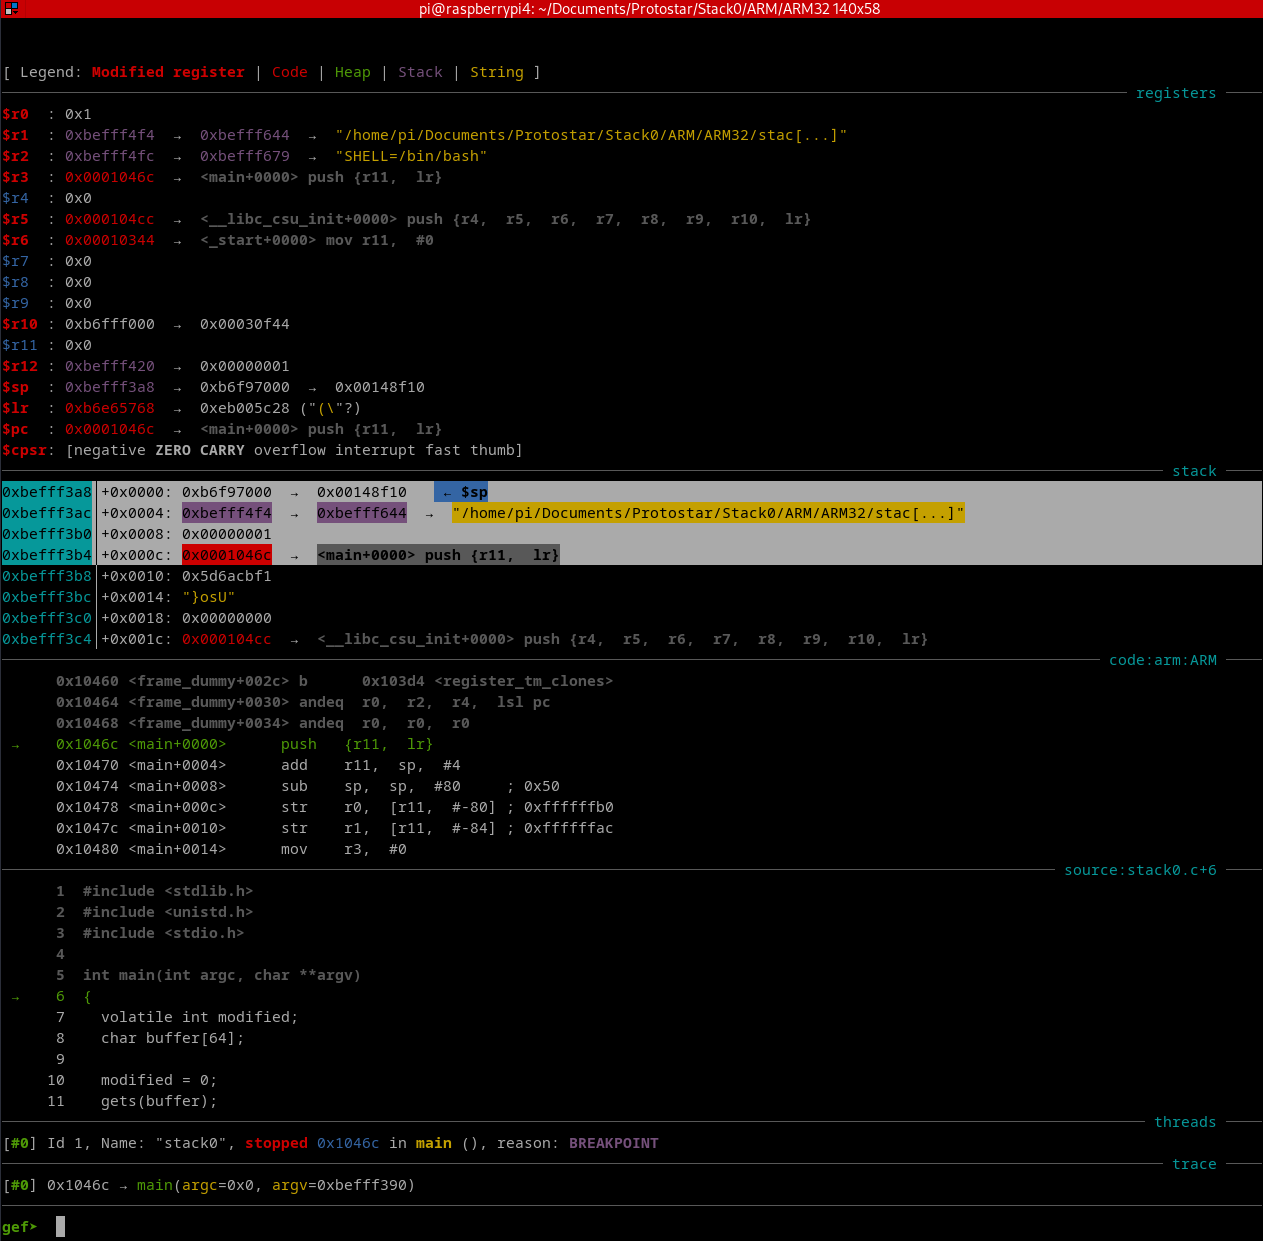 pi@raspberrypi4: ~/Documents/Protostar/Stack0/ARM/ARM32 140x58
[ Legend: Modified register | Code | Heap | Stack | String ]
registers
$r0  : 0x1
$r1  : 0xbefff4f4  →  0xbefff644  →  "/home/pi/Documents/Protostar/Stack0/ARM/ARM32/stac[...]"
$r2  : 0xbefff4fc  →  0xbefff679  →  "SHELL=/bin/bash"
$r3  : 0x0001046c  →  <main+0000> push {r11,  lr}
$r4  : 0x0
$r5  : 0x000104cc  →  <__libc_csu_init+0000> push {r4,  r5,  r6,  r7,  r8,  r9,  r10,  lr}
$r6  : 0x00010344  →  <_start+0000> mov r11,  #0
$r7  : 0x0
$r8  : 0x0
$r9  : 0x0
$r10 : 0xb6fff000  →  0x00030f44
$r11 : 0x0
$r12 : 0xbefff420  →  0x00000001
$sp  : 0xbefff3a8  →  0xb6f97000  →  0x00148f10
$lr  : 0xb6e65768  →  0xeb005c28 ("(\"?)
$pc  : 0x0001046c  →  <main+0000> push {r11,  lr}
$cpsr: [negative ZERO CARRY overflow interrupt fast thumb]
stack
0xbefff3a8│+0x0000: 0xb6f97000  →  0x00148f10   ← $sp
0xbefff3ac│+0x0004: 0xbefff4f4  →  0xbefff644  →  "/home/pi/Documents/Protostar/Stack0/ARM/ARM32/stac[...]"
0xbefff3b0│+0x0008: 0x00000001
0xbefff3b4│+0x000c: 0x0001046c  →  <main+0000> push {r11,  lr}
0xbefff3b8│+0x0010: 0x5d6acbf1
0xbefff3bc│+0x0014: "}osU"
0xbefff3c0│+0x0018: 0x00000000
0xbefff3c4│+0x001c: 0x000104cc  →  <__libc_csu_init+0000> push {r4,  r5,  r6,  r7,  r8,  r9,  r10,  lr}
code:arm:ARM
0x10460 <frame_dummy+002c> b      0x103d4 <register_tm_clones>
0x10464 <frame_dummy+0030> andeq  r0,  r2,  r4,  lsl pc
0x10468 <frame_dummy+0034> andeq  r0,  r0,  r0
→    0x1046c <main+0000>      push   {r11,  lr}
0x10470 <main+0004>      add    r11,  sp,  #4
0x10474 <main+0008>      sub    sp,  sp,  #80     ; 0x50
0x10478 <main+000c>      str    r0,  [r11,  #-80] ; 0xffffffb0
0x1047c <main+0010>      str    r1,  [r11,  #-84] ; 0xffffffac
0x10480 <main+0014>      mov    r3,  #0
source:stack0.c+6
1  #include <stdlib.h>
2  #include <unistd.h>
3  #include <stdio.h>
4
5  int main(int argc, char **argv)
→    6  {
7    volatile int modified;
8    char buffer[64];
9
10    modified = 0;
11    gets(buffer);
threads
[#0] Id 1, Name: "stack0", stopped 0x1046c in main (), reason: BREAKPOINT
trace
[#0] 0x1046c → main(argc=0x0, argv=0xbefff390)
gef➤